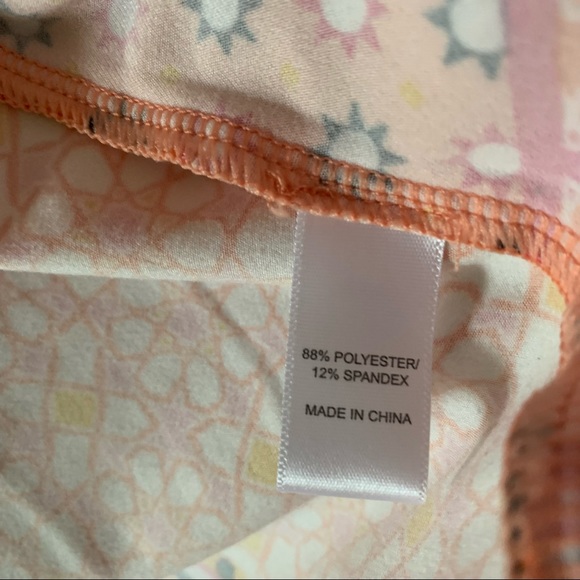 88% POLYESTER/
12% SPANDEX
MADE IN CHINA